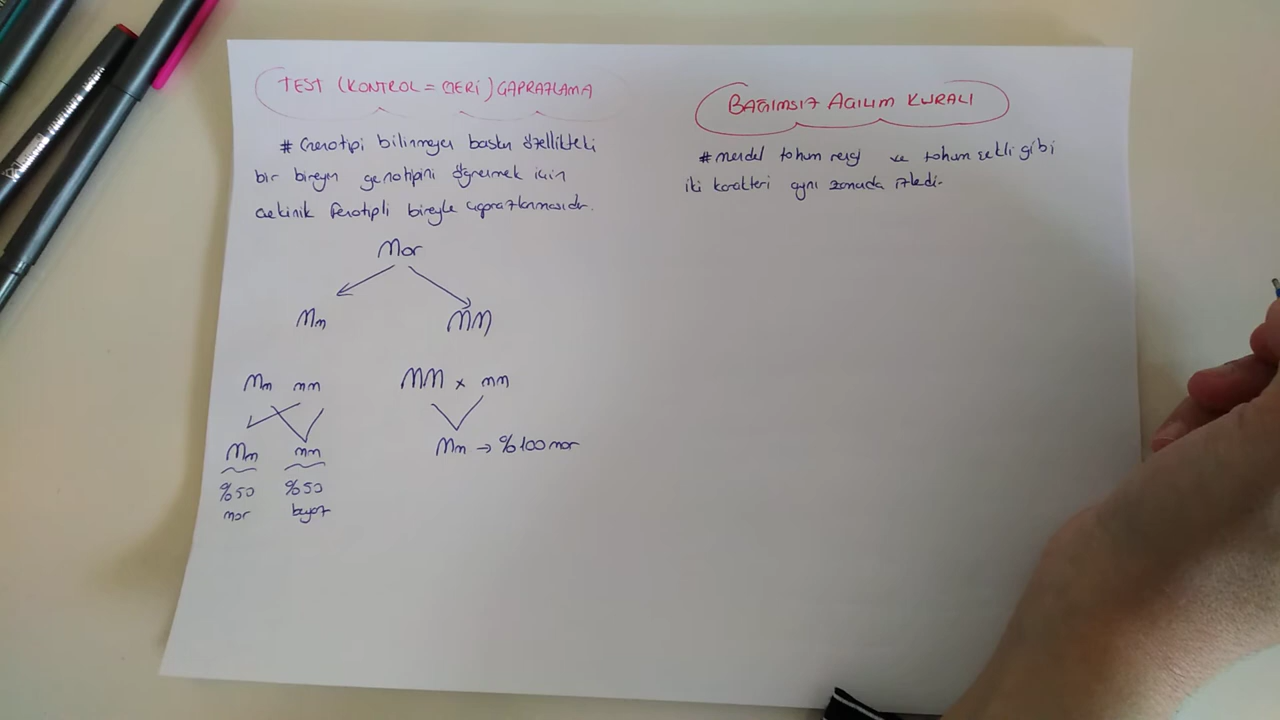 TEST (KONTROL = GERİ) ÇAPRAZLAMA
# Genotipi bilinmeyen baskın özellikteki
bir bireyin genotipini öğrenmek için
çekinik fenotipli bireyle çaprazlanmasıdır.
Mor
Mm MM
Mm mm
MM x mm
Mm mm
Mm → %100 mor
%50 %50
mor beyaz
BAĞIMSIZ AÇILIM KURALI
# mendel tohum rengi ve tohum şekli gibi
iki karakteri aynı zamanda izledi.